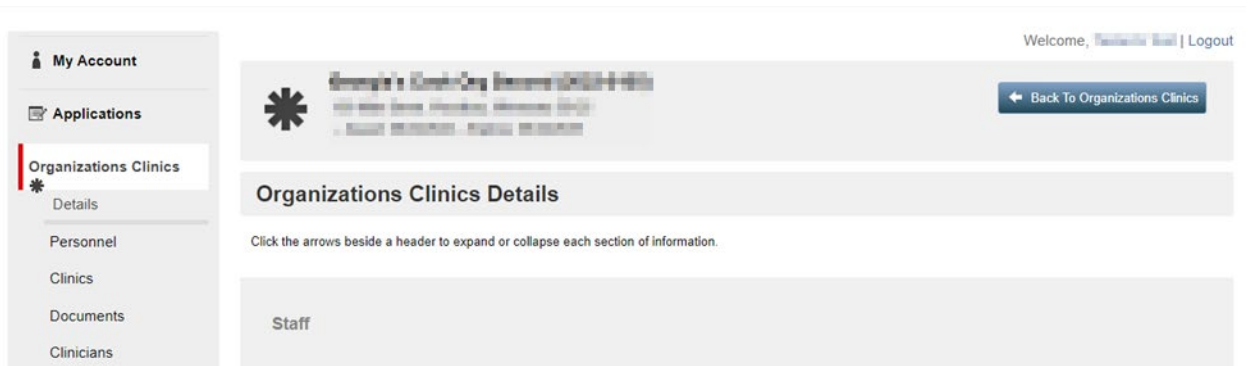 Welcome, | Logout
My Account
Applications
Organizations Clinics
Details
Personnel
Clinics
Documents
Clinicians
Back To Organizations Clinics
Organizations Clinics Details
Click the arrows beside a header to expand or collapse each section of information.
Staff